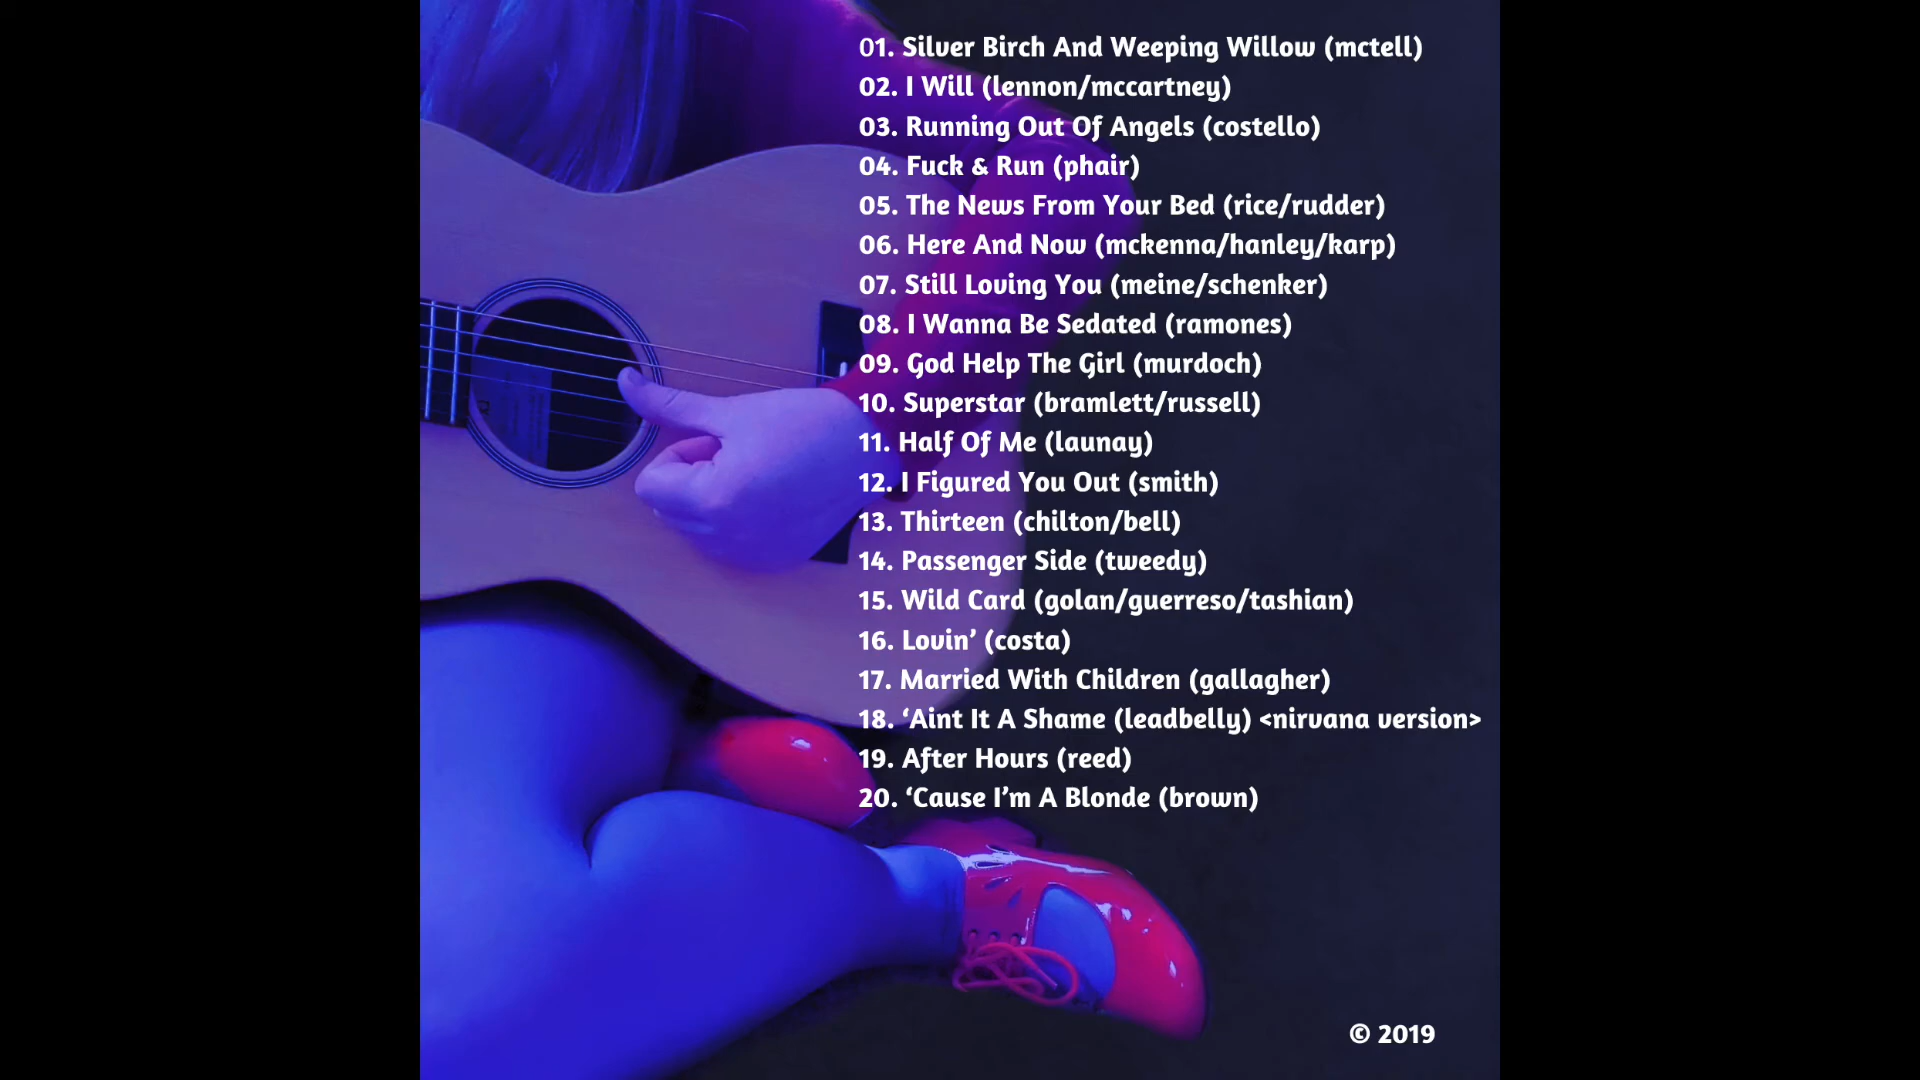 01. Silver Birch And Weeping Willow (mctell)
02. I Will (lennon/mccartney)
03. Running Out Of Angels (costello)
04. Fuck & Run (phair)
05. The News From Your Bed (rice/rudder)
06. Here And Now (mckenna/hanley/karp)
07. Still Loving You (meine/schenker)
08. I Wanna Be Sedated (ramones)
09. God Help The Girl (murdoch)
10. Superstar (bramlett/russell)
11. Half Of Me (launay)
12. I Figured You Out (smith)
13. Thirteen (chilton/bell)
14. Passenger Side (tweedy)
15. Wild Card (golan/guerreso/tashian)
16. Lovin’ (costa)
17. Married With Children (gallagher)
18. ‘Aint It A Shame (leadbelly) <nirvana version>
19. After Hours (reed)
20. ‘Cause I’m A Blonde (brown)
© 2019